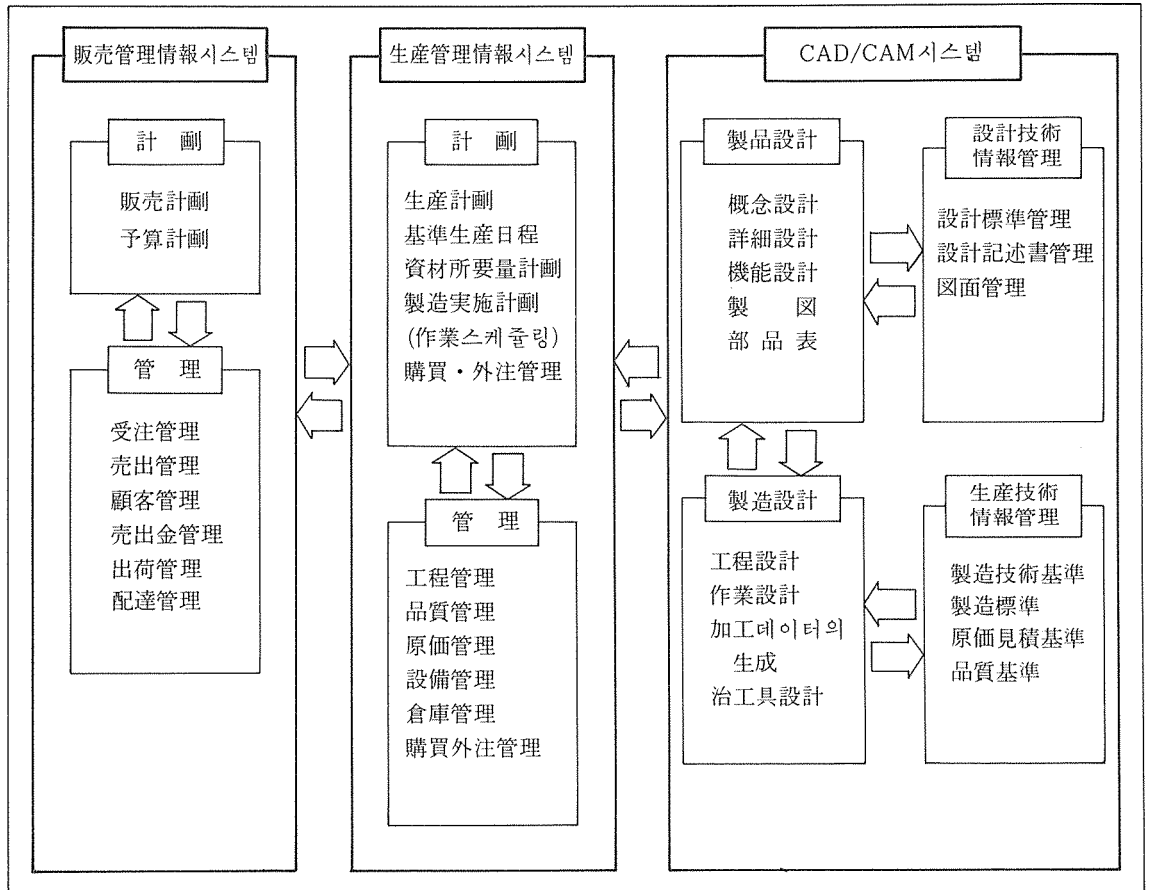 販売管理情報시스템
計 劃
販売計劃
予算計劃
管 理
受注管理
売出管理
顧客管理
売出金管理
出荷管理
配達管理
生産管理情報시스템
計 劃
生産計劃
基準生産日程
資材所要量計劃
製造実施計劃
(作業스케쥴링)
購買・外注管理
管 理
工程管理
品質管理
原価管理
設備管理
倉庫管理
購買外注管理
CAD/CAM시스템
製品設計
概念設計
詳細設計
機能設計
製 図
部 品 表
設計技術
情報管理
設計標準管理
設計記述書管理
図面管理
製造設計
工程設計
作業設計
加工데이터의
生成
治工具設計
生産技術
情報管理
製造技術基準
製造標準
原価見積基準
品質基準